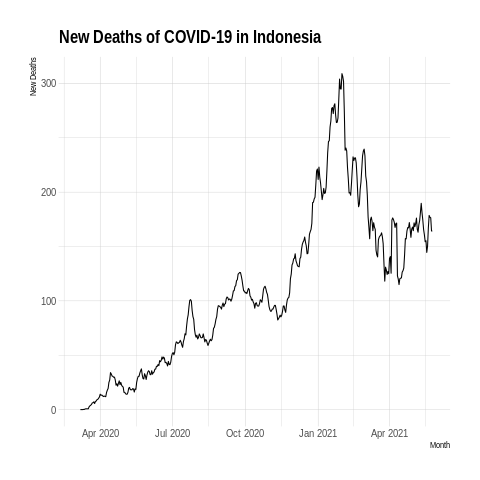 New Deaths of COVID-19 in Indonesia
New Deaths
300
200
100
0
Apr 2020 Jul 2020 Oct 2020 Jan 2021 Apr 2021
Month